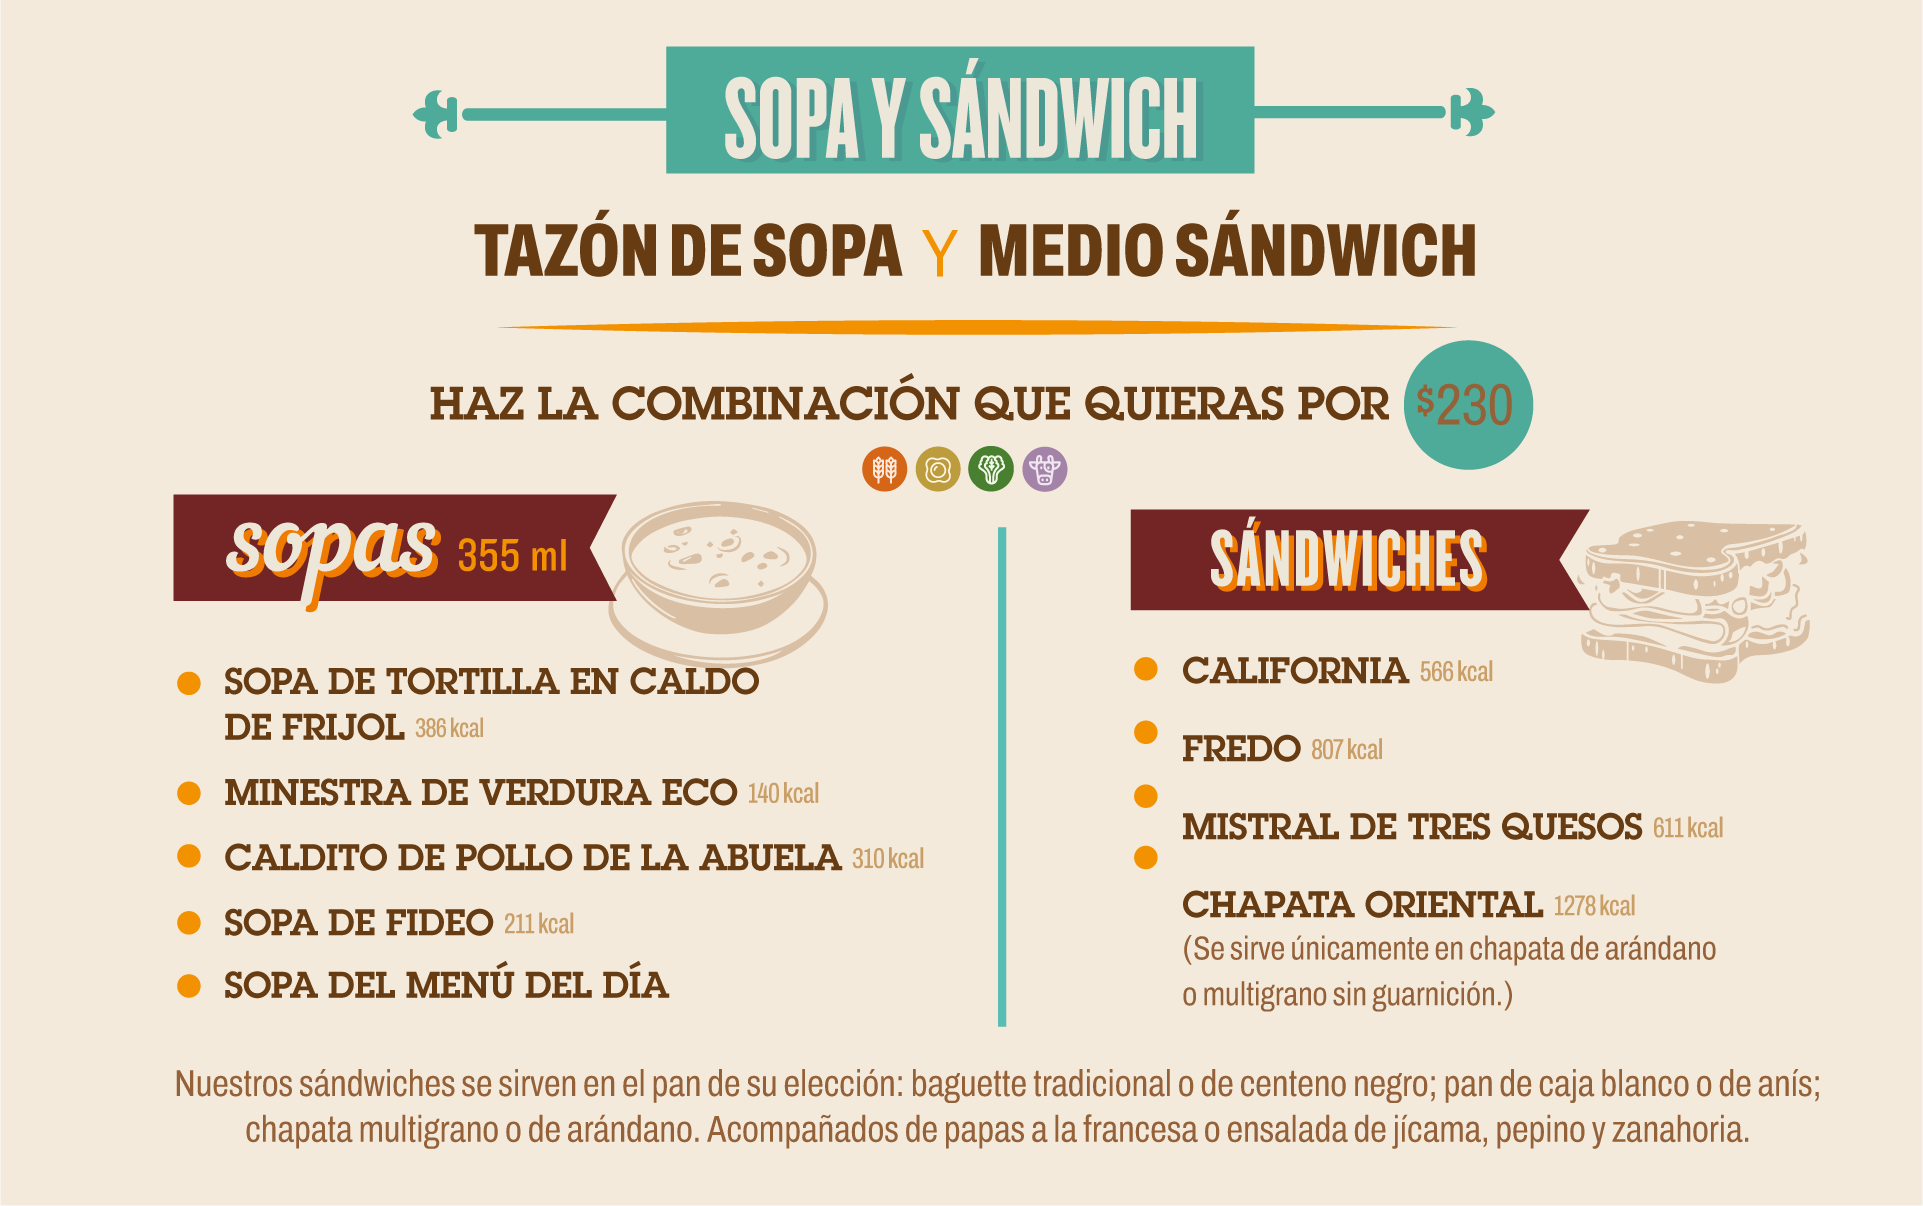 SOPA Y SÁNDWICH
TAZÓN DE SOPA Y MEDIO SÁNDWICH
HAZ LA COMBINACIÓN QUE QUIERAS POR $230
sopas 355 ml
SOPA DE TORTILLA EN CALDO
DE FRIJOL 386 kcal
MINESTRA DE VERDURA ECO 140 kcal
CALDITO DE POLLO DE LA ABUELA 310 kcal
SOPA DE FIDEO 211 kcal
SOPA DEL MENÚ DEL DÍA
SÁNDWICHES
CALIFORNIA 566 kcal
FREDO 807 kcal
MISTRAL DE TRES QUESOS 611 kcal
CHAPATA ORIENTAL 1278 kcal
(Se sirve únicamente en chapata de arándano
o multigrano sin guarnición.)
Nuestros sándwiches se sirven en el pan de su elección: baguette tradicional o de centeno negro; pan de caja blanco o de anís;
chapata multigrano o de arándano. Acompañados de papas a la francesa o ensalada de jícama, pepino y zanahoria.